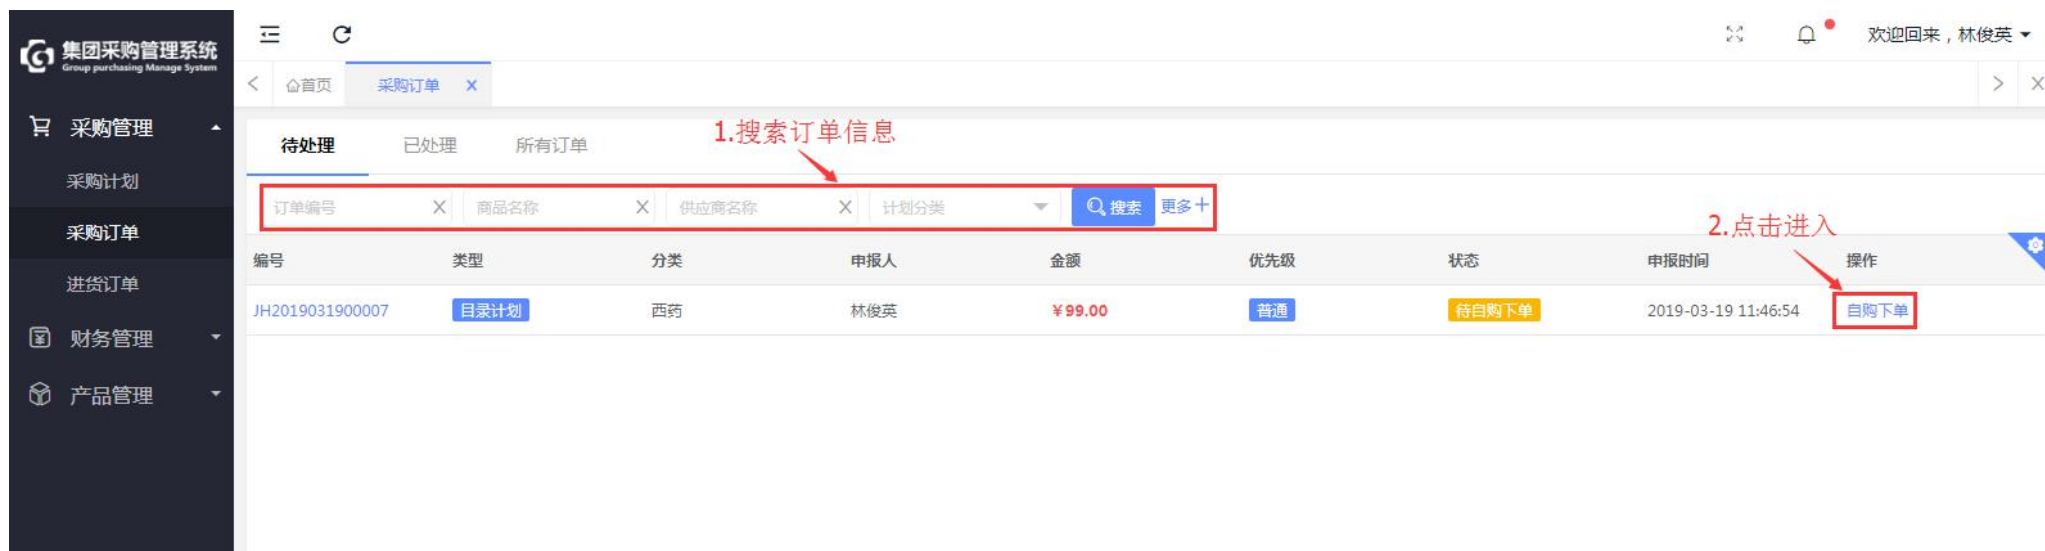 集团采购管理系统
Group purchasing Manage System
欢迎回来，林俊英
首页
采购订单
采购管理
采购计划
采购订单
进货订单
财务管理
产品管理
待处理
已处理
所有订单
1.搜索订单信息
订单编号
商品名称
供应商名称
计划分类
搜索
更多+
2.点击进入
编号 类型 分类 申报人 金额 优先级 状态 申报时间 操作
JH2019031900007 目录计划 西药 林俊英 ￥99.00 普通 待自购下单 2019-03-19 11:46:54 自购下单